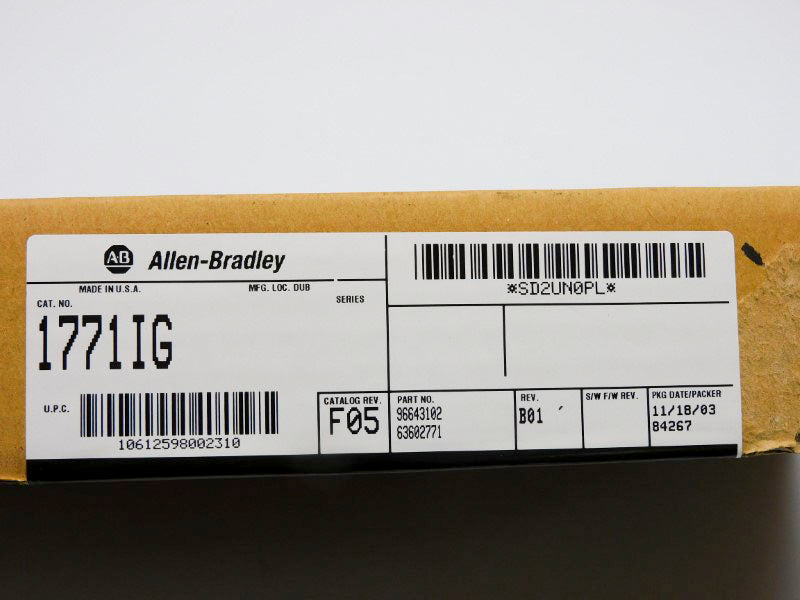 AB Allen-Bradley
MADE IN U.S.A.
MFG. LOC. DUB
CAT. NO.
SERIES
1771IG
U.P.C.
10612598002310
*SD2UN0PL*
CATALOG REV.
F05
PART NO.
96643102
63602771
REV.
B01
S/W F/W REV.
PKG DATE/PACKER
11/18/03
84267